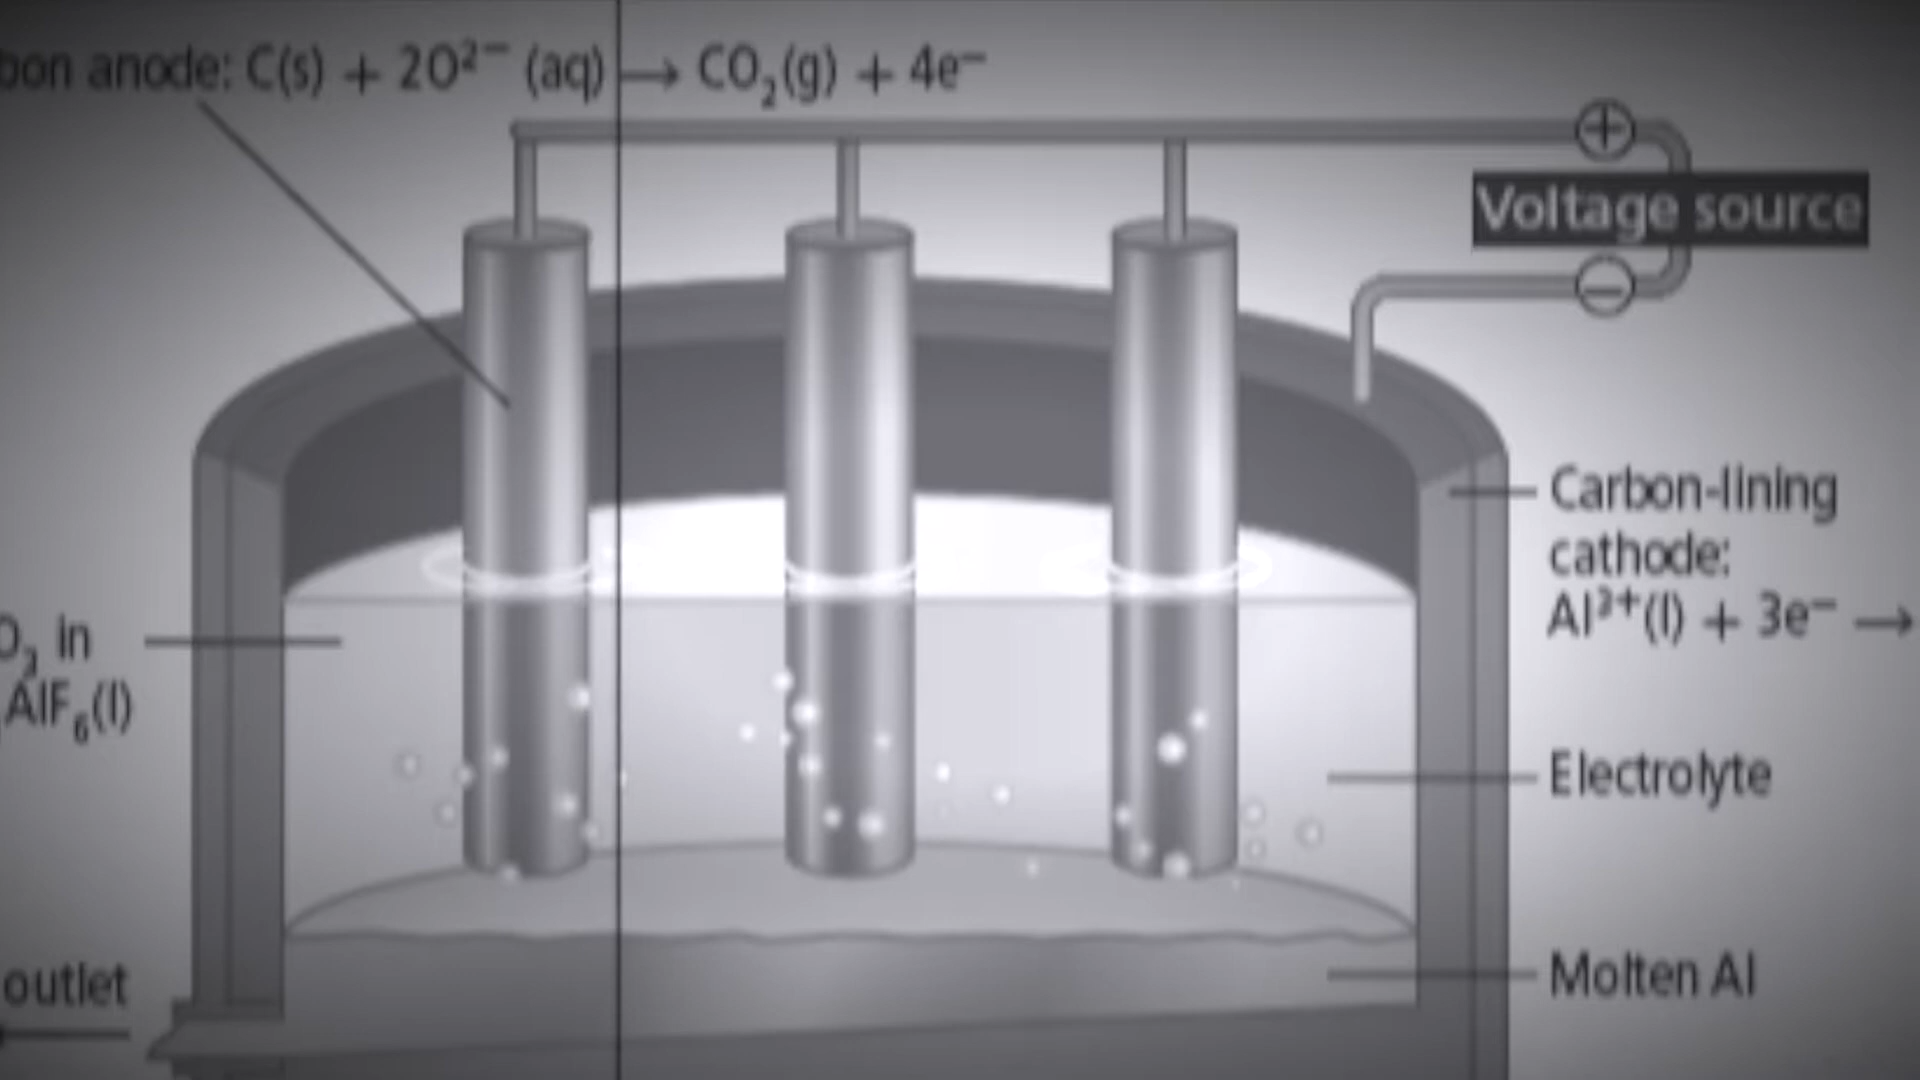 bon anode: C(s) + 2O²⁻ (aq) → CO₂(g) + 4e⁻
+
Voltage source
−
Carbon-lining
cathode:
Al³⁺(l) + 3e⁻ →
O₃ in
AlF₆(l)
Electrolyte
outlet
Molten Al